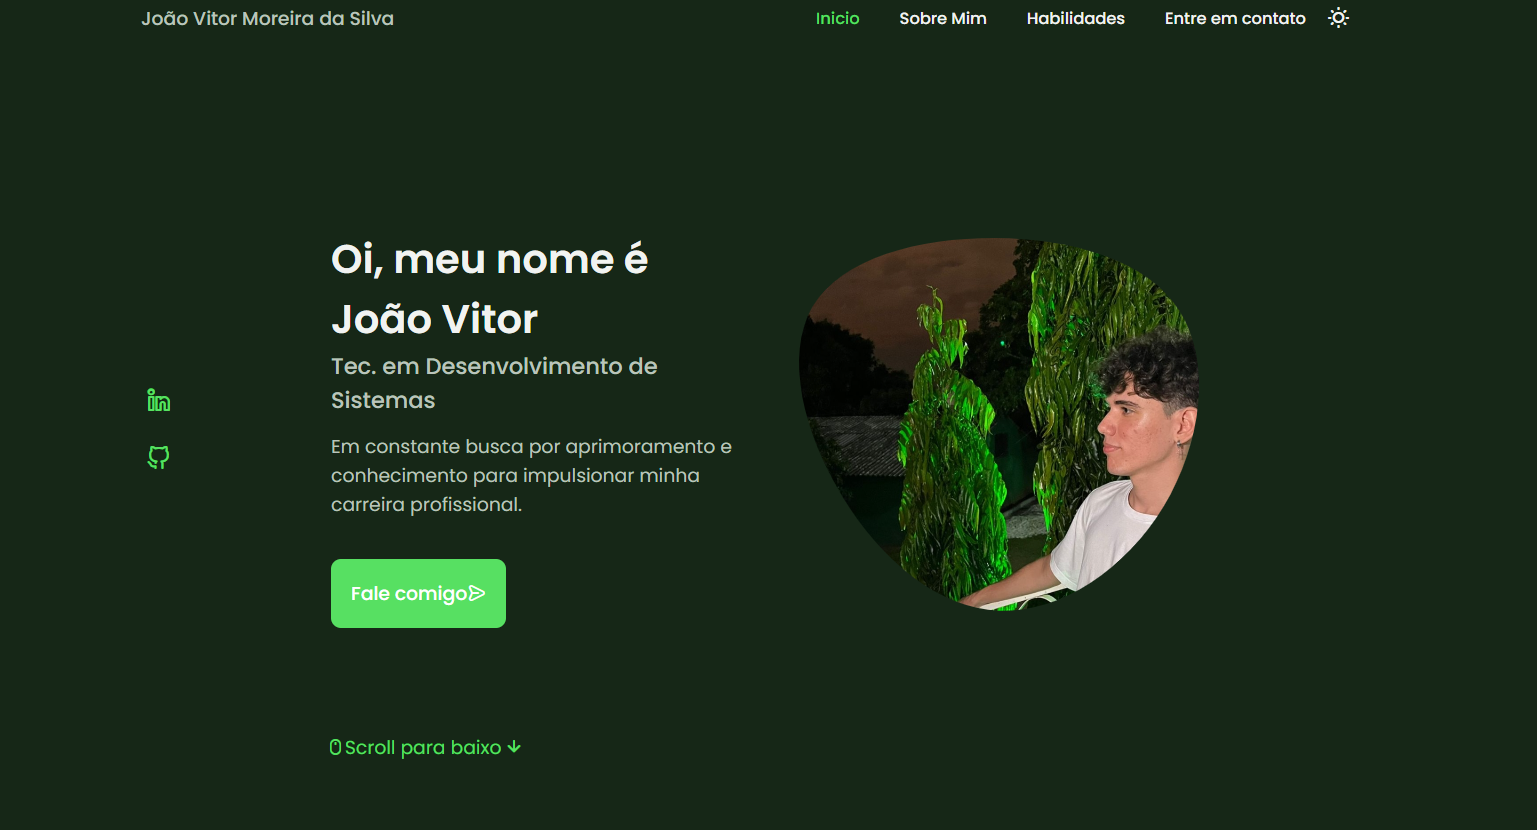 João Vitor Moreira da Silva
Inicio
Sobre Mim
Habilidades
Entre em contato
Oi, meu nome é
João Vitor
Tec. em Desenvolvimento de
Sistemas
Em constante busca por aprimoramento e
conhecimento para impulsionar minha
carreira profissional.
Fale comigo
Scroll para baixo